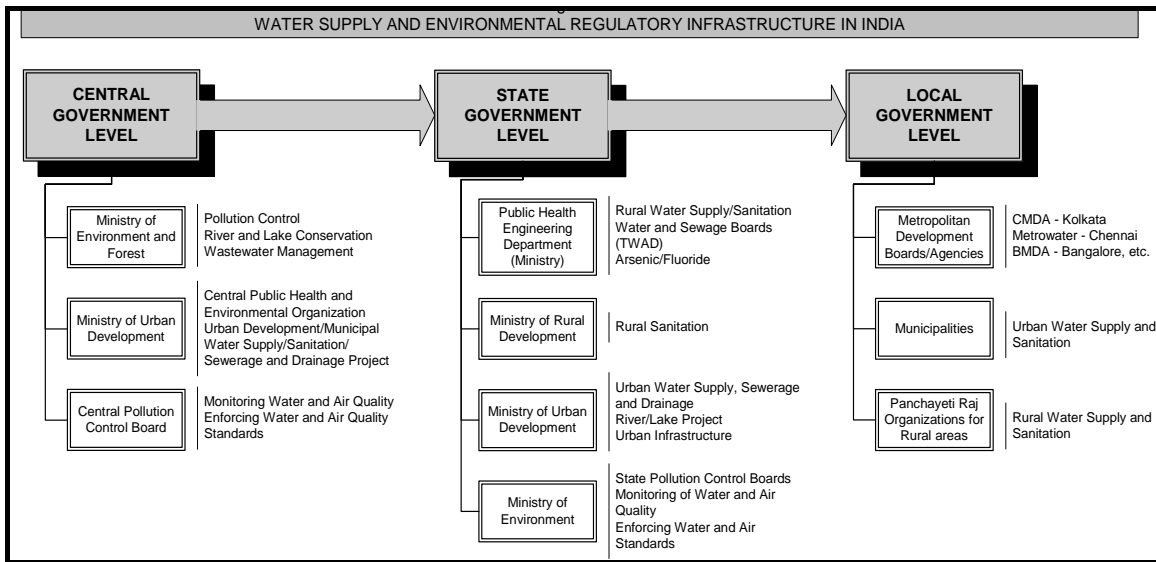 WATER SUPPLY AND ENVIRONMENTAL REGULATORY INFRASTRUCTURE IN INDIA
CENTRAL
GOVERNMENT
LEVEL
STATE
GOVERNMENT
LEVEL
LOCAL
GOVERNMENT
LEVEL
Ministry of
Environment and
Forest
Pollution Control
River and Lake Conservation
Wastewater Management
Ministry of Urban
Development
Central Public Health and
Environmental Organization
Urban Development/Municipal
Water Supply/Sanitation/
Sewerage and Drainage Project
Central Pollution
Control Board
Monitoring Water and Air Quality
Enforcing Water and Air Quality
Standards
Public Health
Engineering
Department
(Ministry)
Rural Water Supply/Sanitation
Water and Sewage Boards
(TWAD)
Arsenic/Fluoride
Ministry of Rural
Development
Rural Sanitation
Ministry of Urban
Development
Urban Water Supply, Sewerage
and Drainage
River/Lake Project
Urban Infrastructure
Ministry of
Environment
State Pollution Control Boards
Monitoring of Water and Air
Quality
Enforcing Water and Air
Standards
Metropolitan
Development
Boards/Agencies
CMDA - Kolkata
Metrowater - Chennai
BMDA - Bangalore, etc.
Municipalities
Urban Water Supply and
Sanitation
Panchayeti Raj
Organizations for
Rural areas
Rural Water Supply and
Sanitation